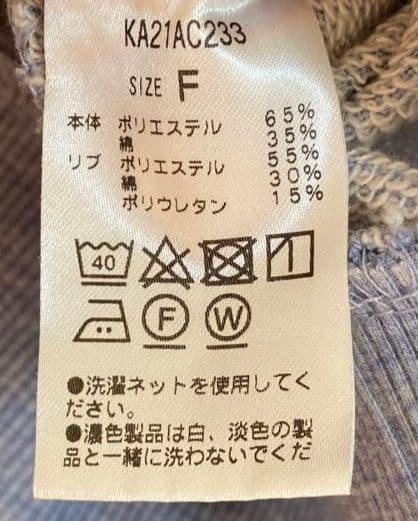 KA21AC233
SIZE F
本体 ポリエステル 65%
綿 35%
リブ ポリエステル 55%
綿 30%
ポリウレタン 15%
40
F W
●洗濯ネットを使用してく
ださい。
●濃色製品は白、淡色の製
品と一緒に洗わないでくだ